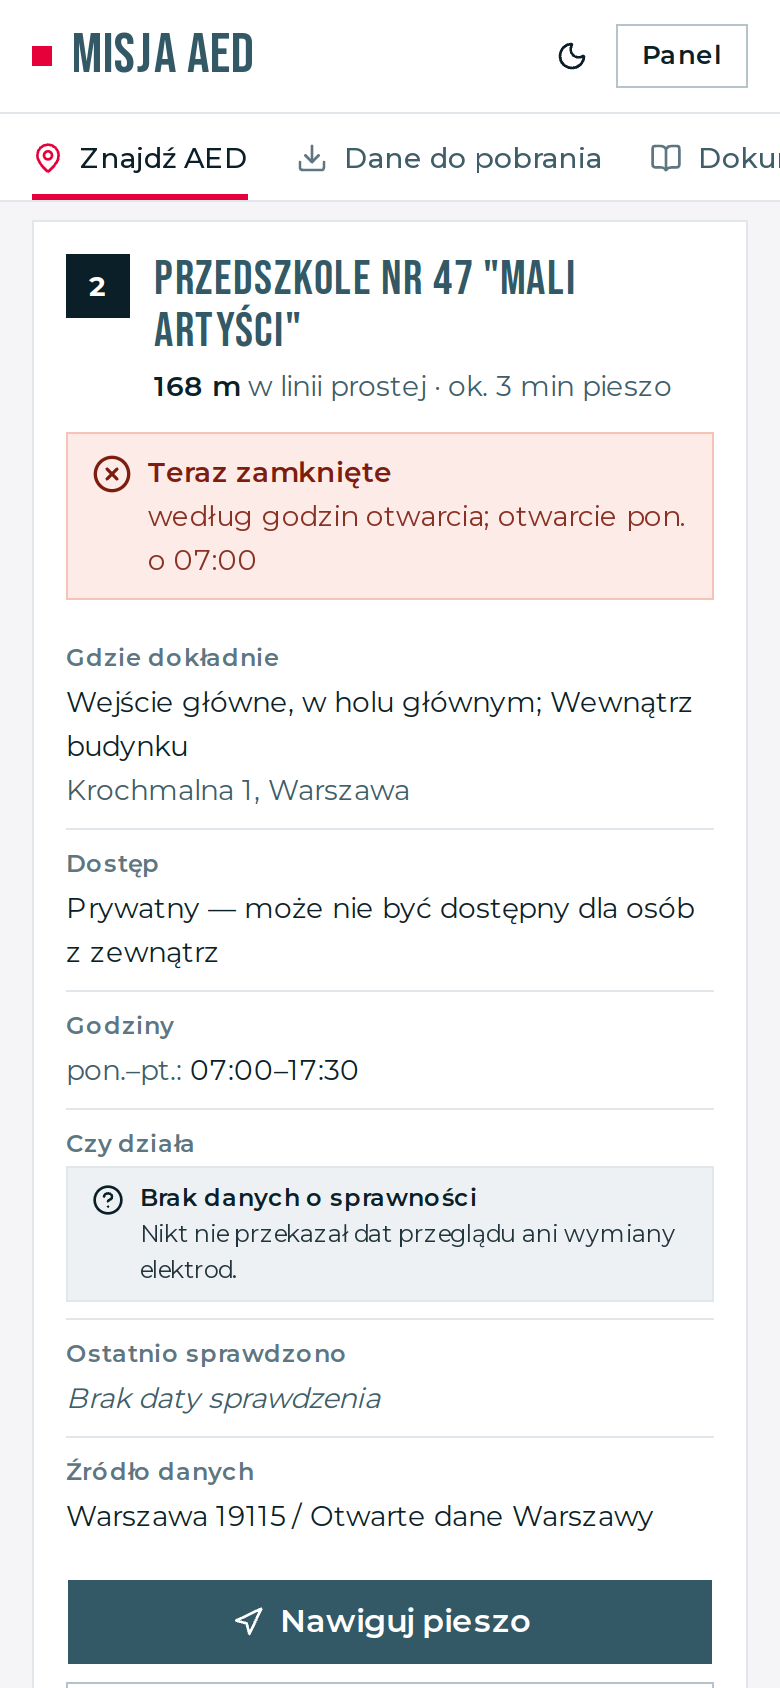 MISJA AED
Panel
Znajdź AED
Dane do pobrania
Doku
2
PRZEDSZKOLE NR 47 "MALI
ARTYŚCI"
168 m w linii prostej · ok. 3 min pieszo
Teraz zamknięte
według godzin otwarcia; otwarcie pon.
o 07:00
Gdzie dokładnie
Wejście główne, w holu głównym; Wewnątrz
budynku
Krochmalna 1, Warszawa
Dostęp
Prywatny — może nie być dostępny dla osób
z zewnątrz
Godziny
pon.–pt.: 07:00–17:30
Czy działa
Brak danych o sprawności
Nikt nie przekazał dat przeglądu ani wymiany
elektrod.
Ostatnio sprawdzono
Brak daty sprawdzenia
Źródło danych
Warszawa 19115 / Otwarte dane Warszawy
Nawiguj pieszo